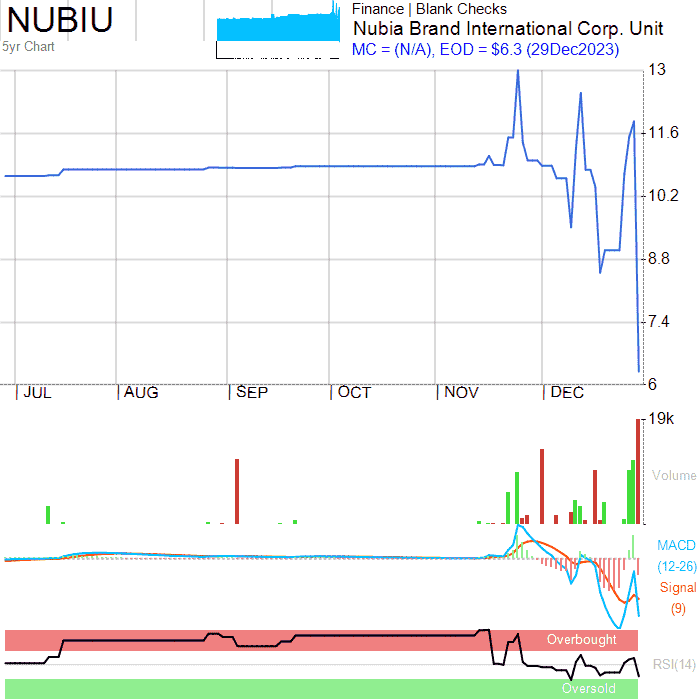 NUBIU
5yr Chart
Finance | Blank Checks
Nubia Brand International Corp. Unit
MC = (N/A), EOD = $6.3 (29Dec2023)
13
11.6
10.2
8.8
7.4
6
| JUL | AUG | SEP | OCT | NOV | DEC
19k
Volume
MACD
(12-26)
Signal
(9)
Overbought
RSI(14)
Oversold